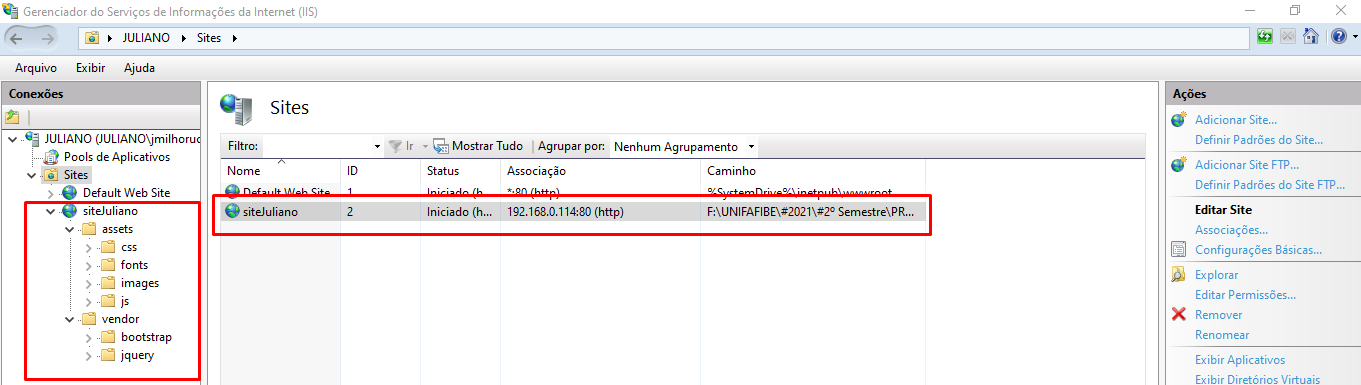 Gerenciador do Serviços de Informações da Internet (IIS)
JULIANO Sites
Arquivo Exibir Ajuda
Conexões
JULIANO (JULIANO\jmilhoruc
Pools de Aplicativos
Sites
Default Web Site
siteJuliano
assets
css
fonts
images
js
vendor
bootstrap
jquery
Sites
Filtro: Ir Mostrar Tudo Agrupar por: Nenhum Agrupamento
Nome ID Status Associação Caminho
Default Web Site 1 Iniciado (h... *:80 (http) %SystemDrive%\inetpub\wwwroot
siteJuliano 2 Iniciado (h... 192.168.0.114:80 (http) F:\UNIFAFIBE\#2021\#2º Semestre\PR...
Ações
Adicionar Site...
Definir Padrões do Site...
Adicionar Site FTP...
Definir Padrões do Site FTP...
Editar Site
Associações...
Configurações Básicas...
Explorar
Editar Permissões...
Remover
Renomear
Exibir Aplicativos
Exibir Diretórios Virtuais